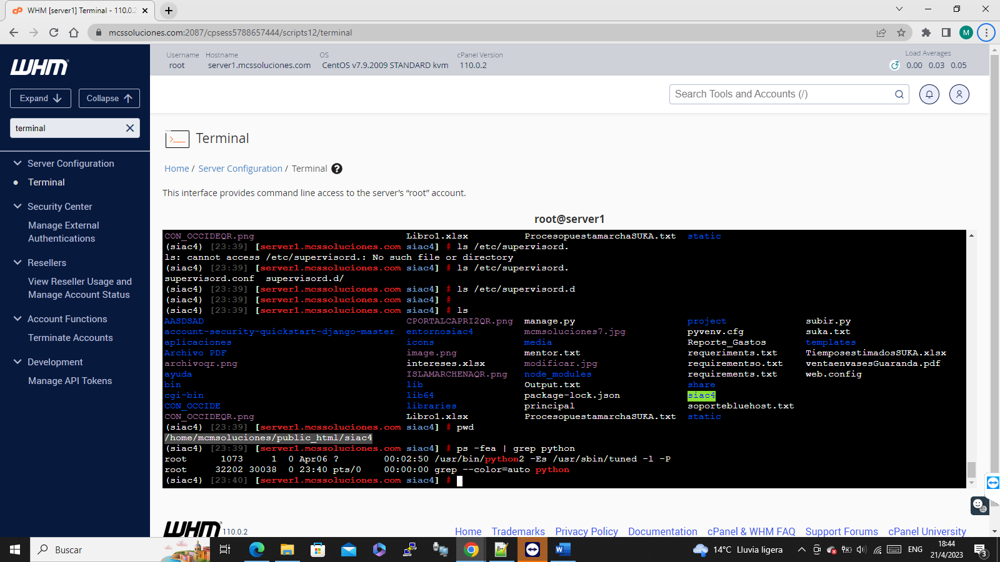 WHM [server1] Terminal - 110.0.2
mcssoluciones.com:2087/cpsess5788657444/scripts12/terminal
M
WHM
Expand
Collapse
terminal
Server Configuration
Terminal
Security Center
Manage External
Authentications
Resellers
View Reseller Usage and
Manage Account Status
Account Functions
Terminate Accounts
Development
Manage API Tokens
Username Hostname OS cPanel Version Load Averages
root server1.mcssoluciones.com CentOS v7.9.2009 STANDARD kvm 110.0.2 0.00 0.03 0.05
Search Tools and Accounts (/)
Terminal
Home / Server Configuration / Terminal ?
This interface provides command line access to the server’s “root” account.
root@server1
CON_OCCIDEQR.png Libro1.xlsx ProcesopuestamarchaSUKA.txt static
(siac4) [23:39] [server1.mcssoluciones.com siac4] # ls /etc/supervisord.
ls: cannot access /etc/supervisord.: No such file or directory
(siac4) [23:39] [server1.mcssoluciones.com siac4] # ls /etc/supervisord.
supervisord.conf supervisord.d/
(siac4) [23:39] [server1.mcssoluciones.com siac4] # ls /etc/supervisord.d
(siac4) [23:39] [server1.mcssoluciones.com siac4] #
(siac4) [23:39] [server1.mcssoluciones.com siac4] # ls
AASDSAD CPORTALCAPRI2QR.png manage.py project subir.py
account-security-quickstart-django-master entornosiac4 mcmsoluciones7.jpg pyvenv.cfg suka.txt
aplicaciones icons media Reporte_Gastos templates
Archivo PDF image.png mentor.txt requeriments.txt TiemposestimadosSUKA.xlsx
archivoqr.png intereses.xlsx modificar.jpg requirementso.txt ventaenvasesGuaranda.pdf
ayuda ISLAMARCHENAQR.png node_modules requirements.txt web.config
bin lib Output.txt share
cgi-bin lib64 package-lock.json siac4
CON_OCCIDE libraries principal soportebluehost.txt
CON_OCCIDEQR.png Libro1.xlsx ProcesopuestamarchaSUKA.txt static
(siac4) [23:39] [server1.mcssoluciones.com siac4] # pwd
/home/mcmsoluciones/public_html/siac4
(siac4) [23:39] [server1.mcssoluciones.com siac4] # ps -fea | grep python
root 1073 1 0 Apr06 ? 00:02:50 /usr/bin/python2 -Es /usr/sbin/tuned -l -P
root 32202 30038 0 23:40 pts/0 00:00:00 grep --color=auto python
(siac4) [23:40] [server1.mcssoluciones.com siac4] #
WHM 110.0.2
Home Trademarks Privacy Policy Documentation cPanel & WHM FAQ Support Forums cPanel University
Buscar
14°C Lluvia ligera
ENG
18:44
21/4/2023
3